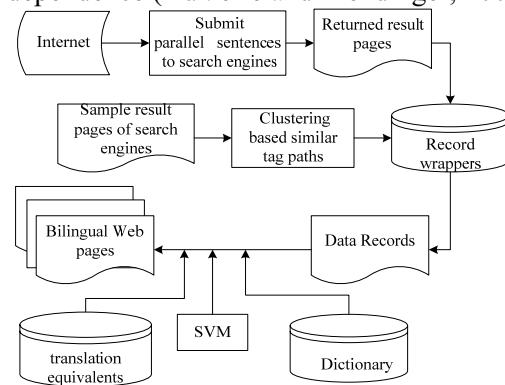 Internet
Submit
parallel sentences
to search engines
Returned result
pages
Sample result
pages of search
engines
Clustering
based similar
tag paths
Record
wrappers
Bilingual Web
pages
Data Records
SVM
translation
equivalents
Dictionary